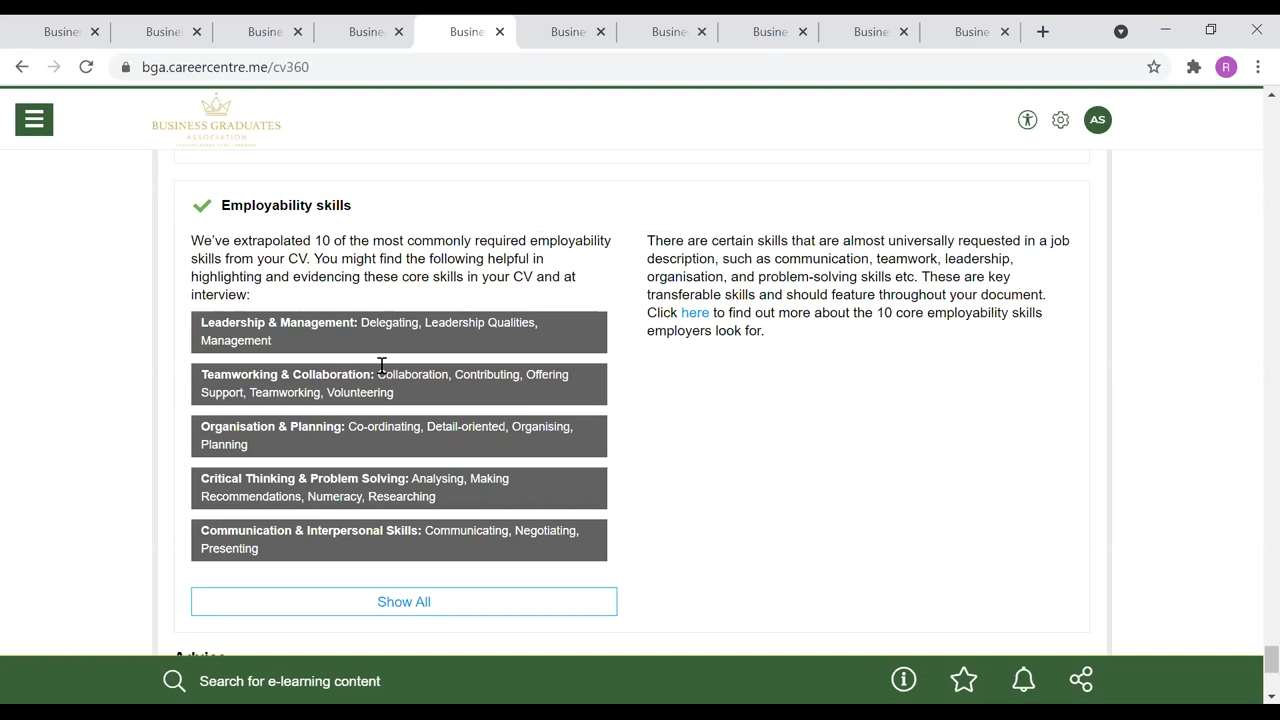 Busine
Busine
Busine
Busine
Busine
Busine
Busine
Busine
Busine
Busine
bga.careercentre.me/cv360
R
BUSINESS GRADUATES
ASSOCIATION
AS
Employability skills
We've extrapolated 10 of the most commonly required employability
skills from your CV. You might find the following helpful in
highlighting and evidencing these core skills in your CV and at
interview:
Leadership & Management: Delegating, Leadership Qualities,
Management
Teamworking & Collaboration: Collaboration, Contributing, Offering
Support, Teamworking, Volunteering
Organisation & Planning: Co-ordinating, Detail-oriented, Organising,
Planning
Critical Thinking & Problem Solving: Analysing, Making
Recommendations, Numeracy, Researching
Communication & Interpersonal Skills: Communicating, Negotiating,
Presenting
Show All
There are certain skills that are almost universally requested in a job
description, such as communication, teamwork, leadership,
organisation, and problem-solving skills etc. These are key
transferable skills and should feature throughout your document.
Click here to find out more about the 10 core employability skills
employers look for.
Advice
Search for e-learning content